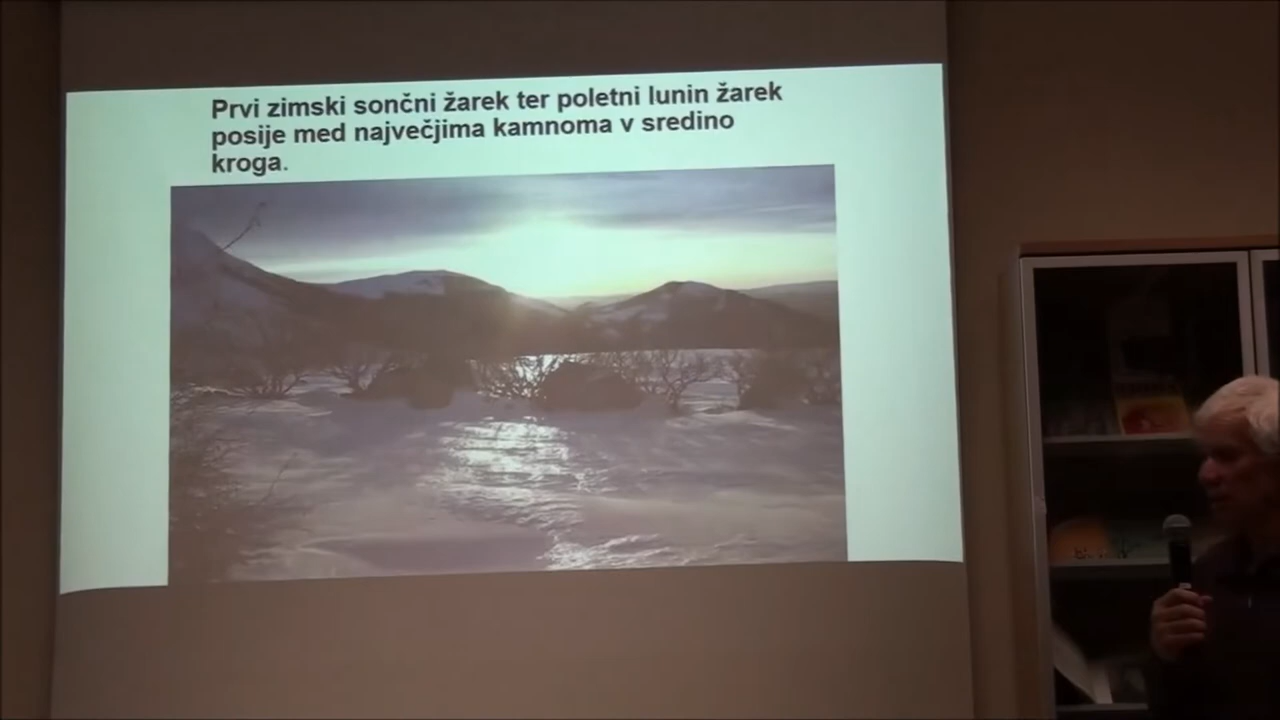 Prvi zimski sončni žarek ter poletni lunin žarek
posije med največjima kamnoma v sredino
kroga.